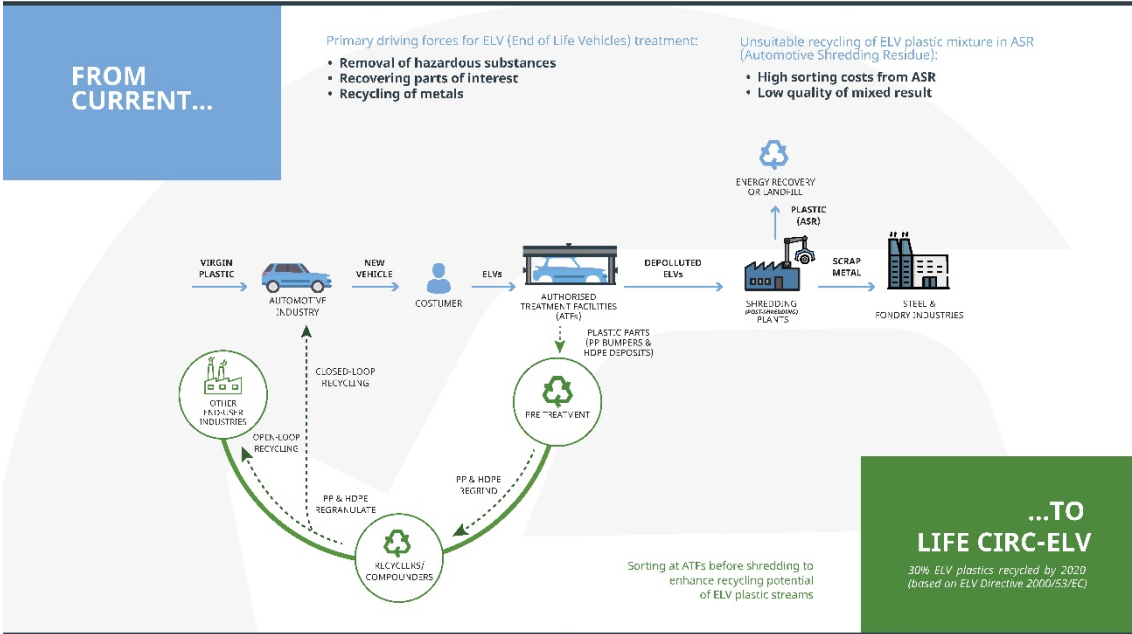 FROM
CURRENT...
Primary driving forces for ELV (End of Life Vehicles) treatment:
• Removal of hazardous substances
• Recovering parts of interest
• Recycling of metals
Unsuitable recycling of ELV plastic mixture in ASR
(Automotive Shredding Residue):
• High sorting costs from ASR
• Low quality of mixed result
ENERGY RECOVERY
OR LANDFILL
PLASTIC
(ASR)
VIRGIN
PLASTIC
AUTOMOTIVE
INDUSTRY
NEW
VEHICLE
COSTUMER
ELVs
AUTHORISED
TREATMENT FACILITIES
(ATFs)
DEPOLLUTED
ELVs
SHREDDING
(POST-SHREDDING)
PLANTS
SCRAP
METAL
STEEL &
FONDRY INDUSTRIES
PLASTIC PARTS
(PP BUMPERS &
HDPE DEPOSITS)
PRE TREATMENT
PP & HDPE
REGRIND
RECYCLERS/
COMPOUNDERS
PP & HDPE
REGRANULATE
CLOSED-LOOP
RECYCLING
OPEN-LOOP
RECYCLING
OTHER
END-USER
INDUSTRIES
Sorting at ATFs before shredding to
enhance recycling potential
of ELV plastic streams
...TO
LIFE CIRC-ELV
30% ELV plastics recycled by 2020
(based on ELV Directive 2000/53/EC)